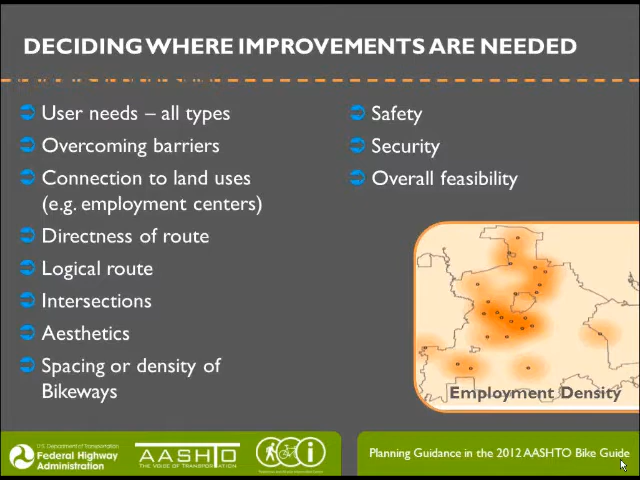 DECIDING WHERE IMPROVEMENTS ARE NEEDED
User needs – all types
Overcoming barriers
Connection to land uses
(e.g. employment centers)
Directness of route
Logical route
Intersections
Aesthetics
Spacing or density of
Bikeways
Safety
Security
Overall feasibility
Employment Density
U.S. Department of Transportation
Federal Highway
Administration
AASHTO
THE VOICE OF TRANSPORTATION
Planning Guidance in the 2012 AASHTO Bike Guide